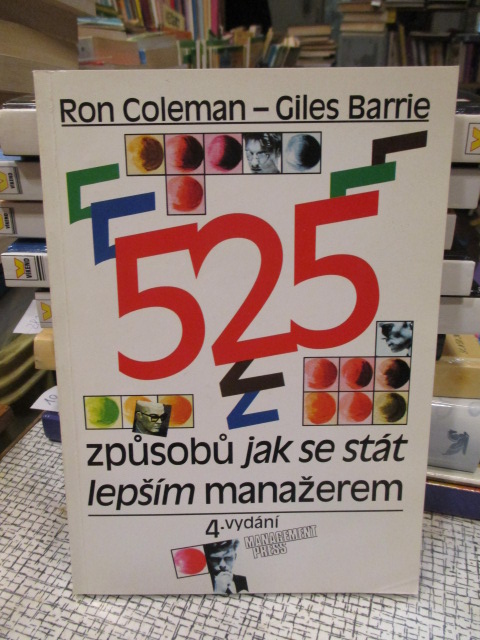 Ron Coleman – Giles Barrie
525
způsobů jak se stát
lepším manažerem
4. vydání
MANAGEMENT
PRESS